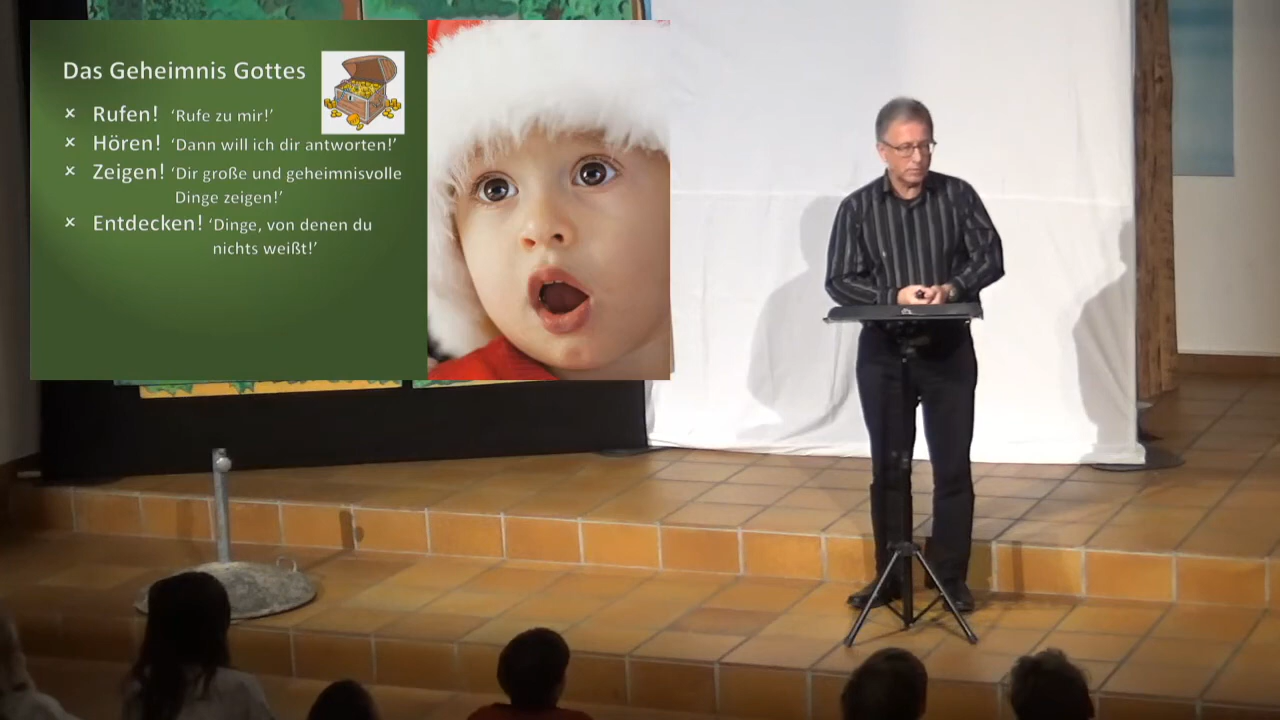 Das Geheimnis Gottes
× Rufen! ‘Rufe zu mir!’
× Hören! ‘Dann will ich dir antworten!’
× Zeigen! ‘Dir große und geheimnisvolle
Dinge zeigen!’
× Entdecken! ‘Dinge, von denen du
nichts weißt!’